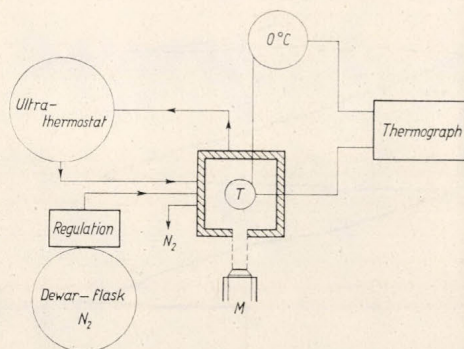 0°C
Ultra-
thermostat
Thermograph
T
Regulation
N₂
Dewar-flask
N₂
M